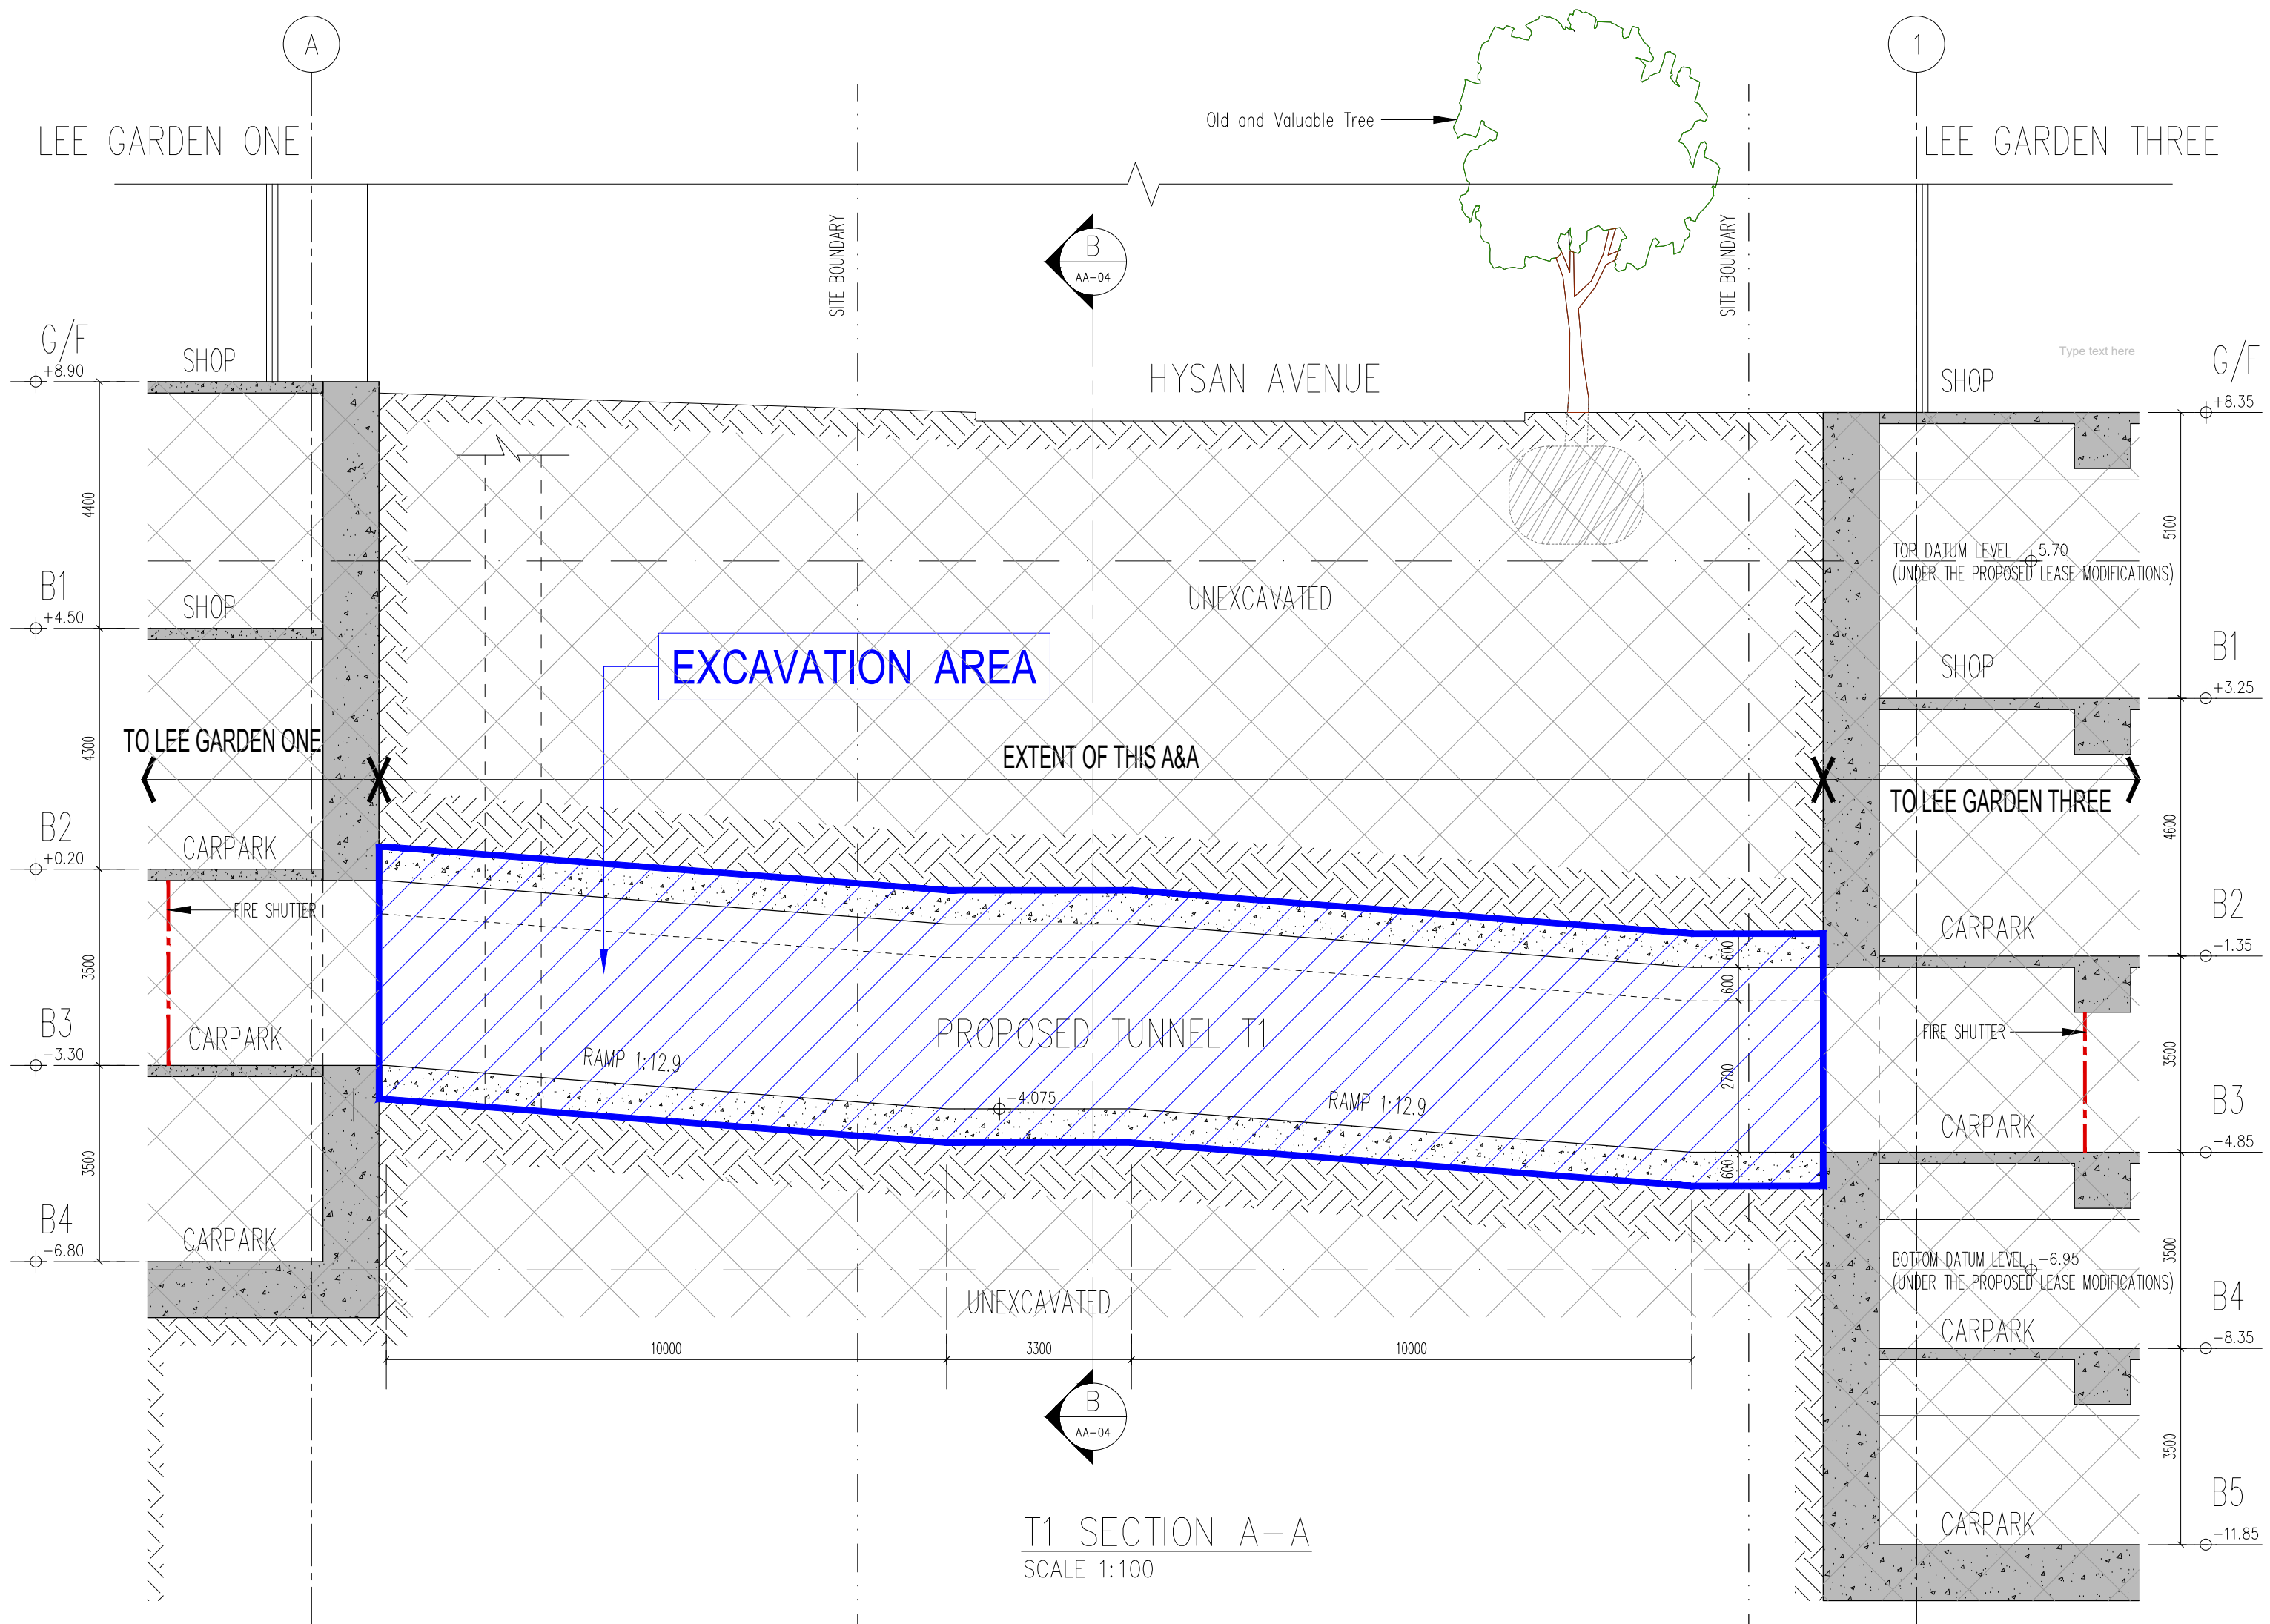 A
1
Old and Valuable Tree
LEE GARDEN ONE
LEE GARDEN THREE
SITE BOUNDARY
B
AA-04
SITE BOUNDARY
HYSAN AVENUE
Type text here
G/F
+8.90
SHOP
SHOP
G/F
+8.35
4400
5100
TOP DATUM LEVEL 5.70
(UNDER THE PROPOSED LEASE MODIFICATIONS)
B1
+4.50
SHOP
UNEXCAVATED
EXCAVATION AREA
SHOP
B1
+3.25
4300
TO LEE GARDEN ONE
EXTENT OF THIS A&A
TO LEE GARDEN THREE
4600
B2
+0.20
CARPARK
CARPARK
B2
-1.35
FIRE SHUTTER
3500
600
600
2700
600
PROPOSED TUNNEL T1
FIRE SHUTTER
3500
B3
-3.30
CARPARK
RAMP 1:12.9
-4.075
RAMP 1:12.9
CARPARK
B3
-4.85
3500
B4
-6.80
CARPARK
BOTTOM DATUM LEVEL -6.95
(UNDER THE PROPOSED LEASE MODIFICATIONS)
3500
UNEXCAVATED
CARPARK
B4
-8.35
10000
3300
10000
B
AA-04
3500
CARPARK
B5
-11.85
T1 SECTION A-A
SCALE 1:100